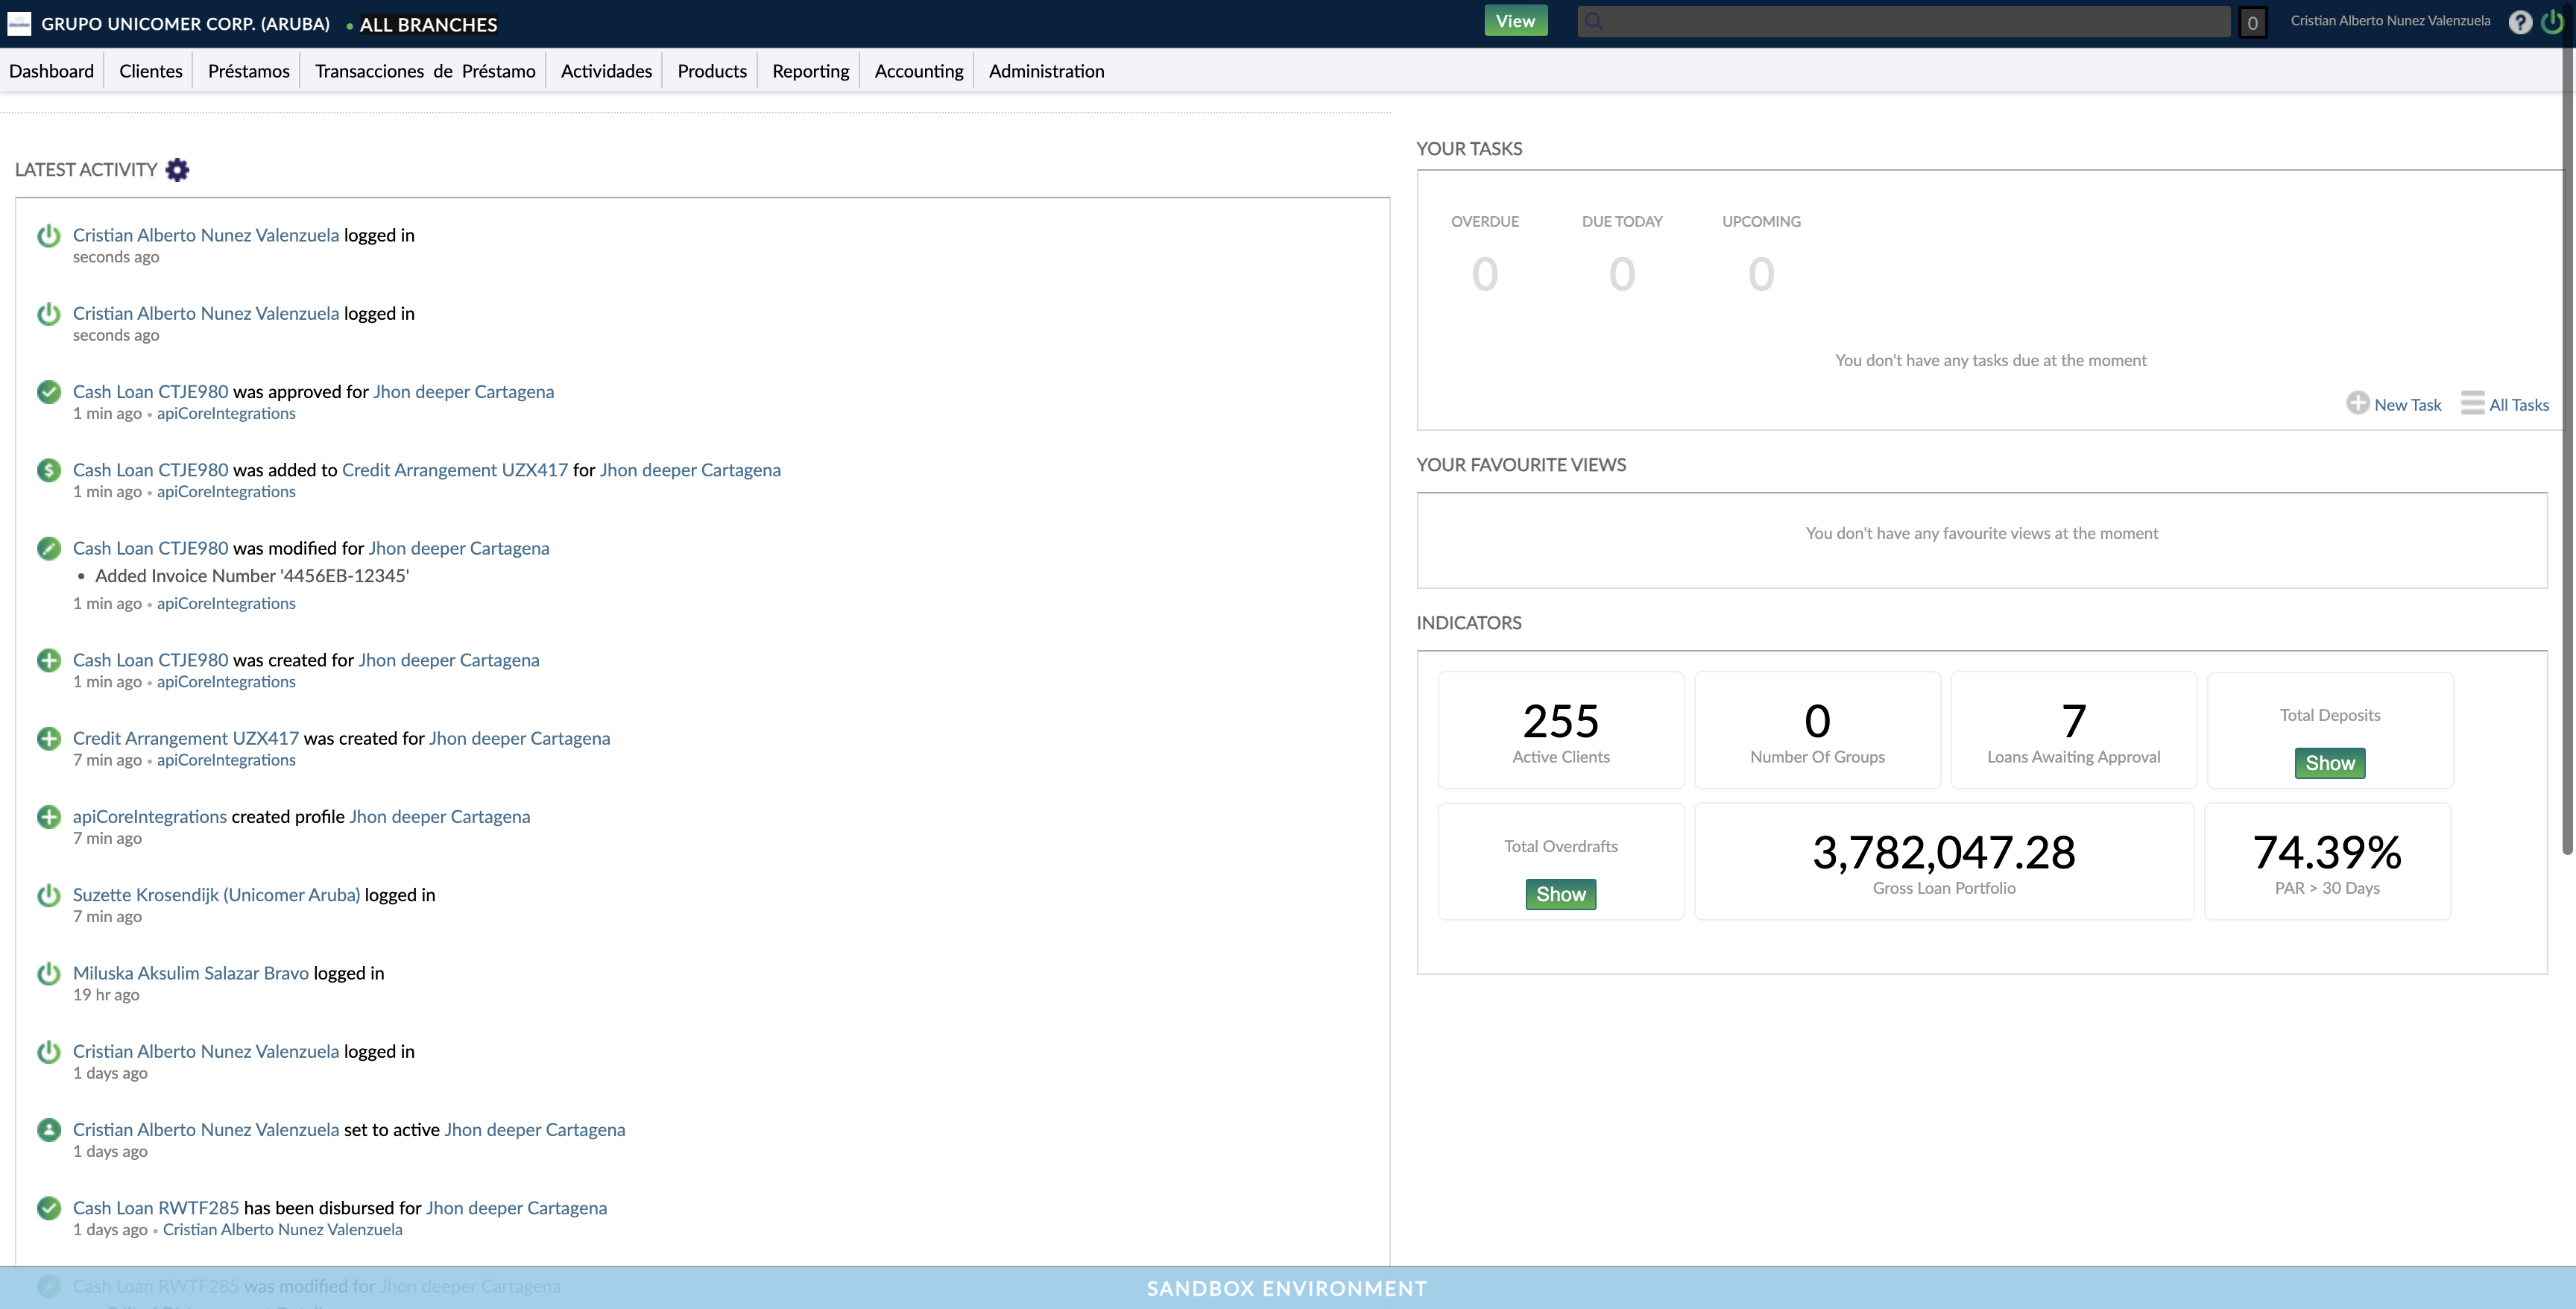 GRUPO UNICOMER CORP. (ARUBA) • ALL BRANCHES
View
0
Cristian Alberto Nunez Valenzuela
?
Dashboard
Clientes
Préstamos
Transacciones de Préstamo
Actividades
Products
Reporting
Accounting
Administration
LATEST ACTIVITY
Cristian Alberto Nunez Valenzuela logged in
seconds ago
Cristian Alberto Nunez Valenzuela logged in
seconds ago
Cash Loan CTJE980 was approved for Jhon deeper Cartagena
1 min ago • apiCoreIntegrations
Cash Loan CTJE980 was added to Credit Arrangement UZX417 for Jhon deeper Cartagena
1 min ago • apiCoreIntegrations
Cash Loan CTJE980 was modified for Jhon deeper Cartagena
• Added Invoice Number '4456EB-12345'
1 min ago • apiCoreIntegrations
Cash Loan CTJE980 was created for Jhon deeper Cartagena
1 min ago • apiCoreIntegrations
Credit Arrangement UZX417 was created for Jhon deeper Cartagena
7 min ago • apiCoreIntegrations
apiCoreIntegrations created profile Jhon deeper Cartagena
7 min ago
Suzette Krosendijk (Unicomer Aruba) logged in
7 min ago
Miluska Aksulim Salazar Bravo logged in
19 hr ago
Cristian Alberto Nunez Valenzuela logged in
1 days ago
Cristian Alberto Nunez Valenzuela set to active Jhon deeper Cartagena
1 days ago
Cash Loan RWTF285 has been disbursed for Jhon deeper Cartagena
1 days ago • Cristian Alberto Nunez Valenzuela
Cash Loan RWTF285 was modified for Jhon deeper Cartagena
YOUR TASKS
OVERDUE
DUE TODAY
UPCOMING
0
0
0
You don't have any tasks due at the moment
New Task
All Tasks
YOUR FAVOURITE VIEWS
You don't have any favourite views at the moment
INDICATORS
255
Active Clients
0
Number Of Groups
7
Loans Awaiting Approval
Total Deposits
Show
Total Overdrafts
Show
3,782,047.28
Gross Loan Portfolio
74.39%
PAR > 30 Days
SANDBOX ENVIRONMENT